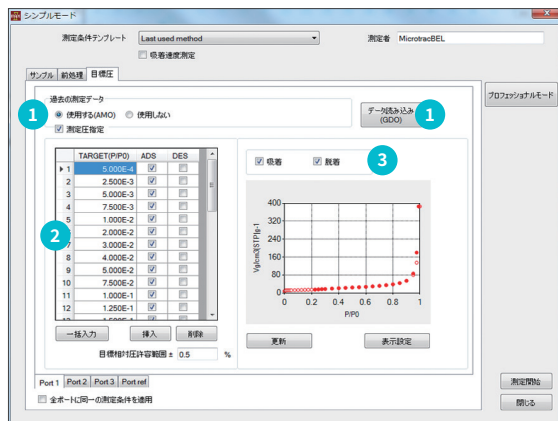 シンプルモード
測定条件テンプレート Last used method 測定者 MicrotracBEL
吸着速度測定
サンプル 前処理 目標圧
プロフェッショナルモード
過去の測定データ
1 使用する(AMO) 使用しない データ読み込み (GDO) 1
測定圧指定
TARGET(P/P0) ADS DES
1 5.000E-4
2 2.500E-3
3 5.000E-3
4 7.500E-3
5 1.000E-2
2.000E-2
2
7 3.000E-2
8 4.000E-2
9 5.000E-2
10 7.500E-2
11 1.000E-1
12 1.250E-1
吸着 脱着 3
Vg/cm3(STP)g-1
400
320
240
160
80
0
0 0.2 0.4 0.6 0.8 1
P/P0
一括入力 挿入 削除 更新 表示設定
目標相対圧許容範囲 ± 0.5 %
Port 1 Port 2 Port 3 Port ref
全ポートに同一の測定条件を適用
測定開始
閉じる